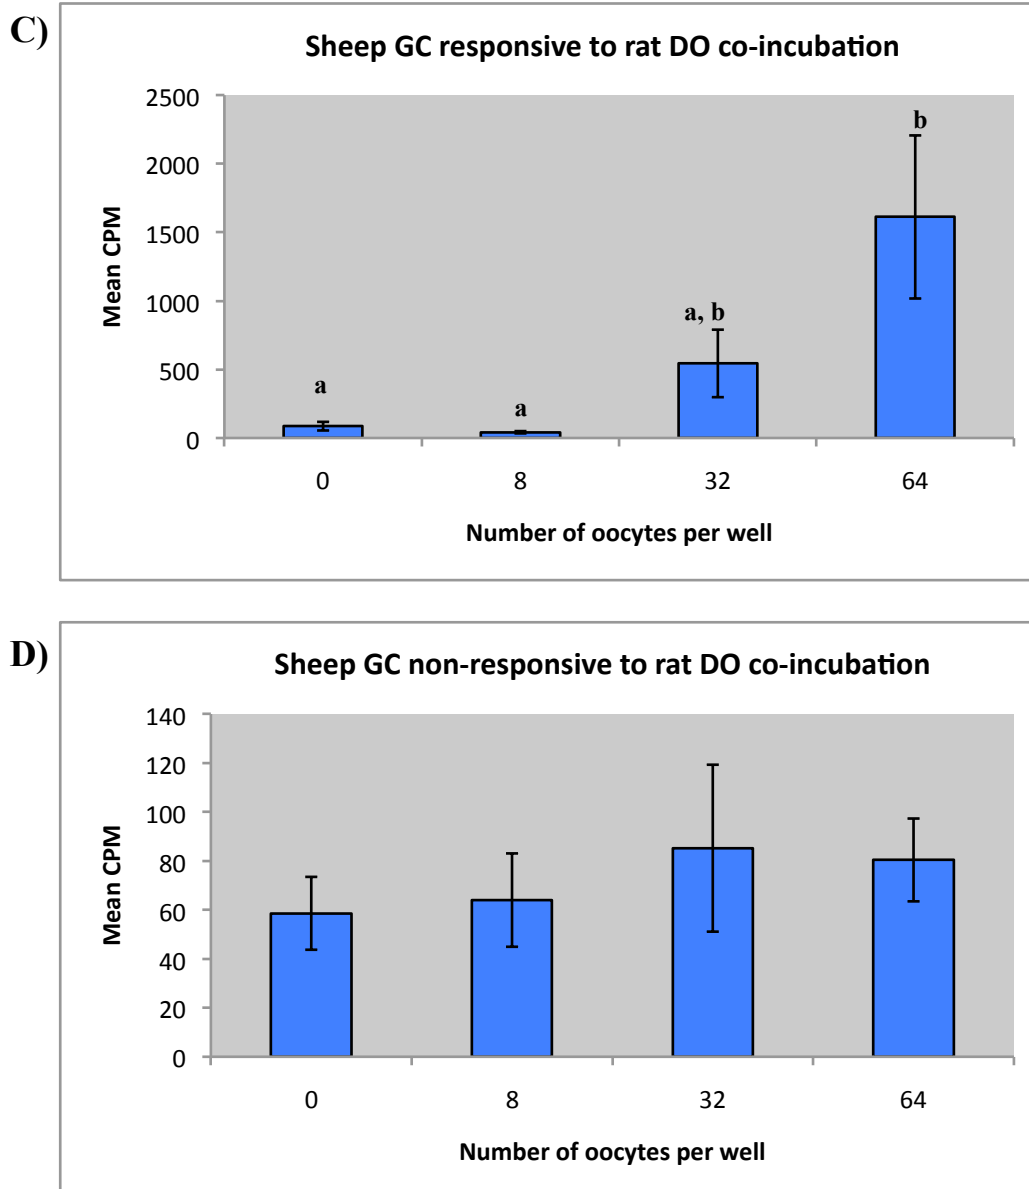 C)
Sheep GC responsive to rat DO co-incubation
2500
2000
1500
1000
500
0
Mean CPM
a
a
a, b
b
0 8 32 64
Number of oocytes per well
D)
Sheep GC non-responsive to rat DO co-incubation
140
120
100
80
60
40
20
0
Mean CPM
0 8 32 64
Number of oocytes per well